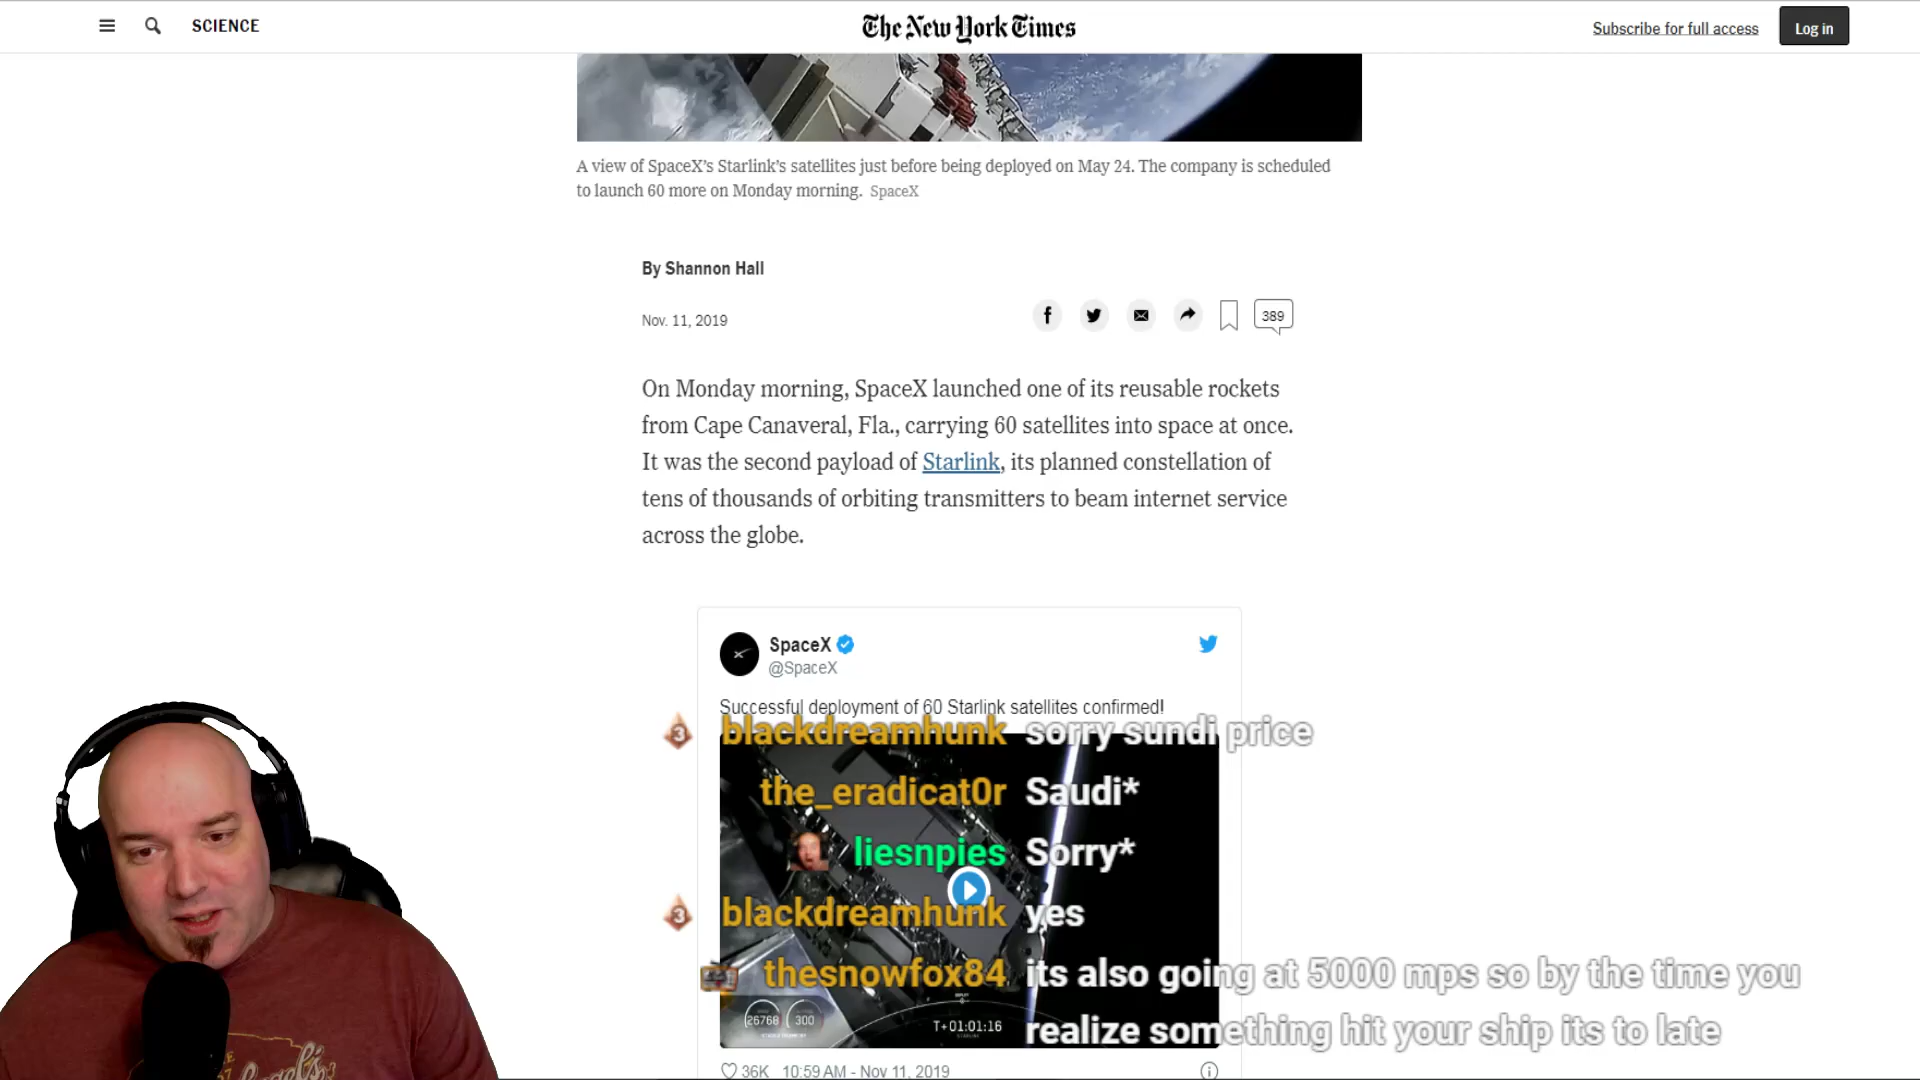 SCIENCE
The New York Times
Subscribe for full access
Log in
A view of SpaceX's Starlink's satellites just before being deployed on May 24. The company is scheduled
to launch 60 more on Monday morning. SpaceX
By Shannon Hall
Nov. 11, 2019
389
On Monday morning, SpaceX launched one of its reusable rockets
from Cape Canaveral, Fla., carrying 60 satellites into space at once.
It was the second payload of Starlink, its planned constellation of
tens of thousands of orbiting transmitters to beam internet service
across the globe.
SpaceX
@SpaceX
Successful deployment of 60 Starlink satellites confirmed!
3 blackdreamhunk sorry sundi price
the_eradicat0r Saudi*
liesnpies Sorry*
3 blackdreamhunk yes
thesnowfox84 its also going at 5000 mps so by the time you
realize something hit your ship its to late
26768 300
T+01:01:16
36K 10:59 AM - Nov 11, 2019